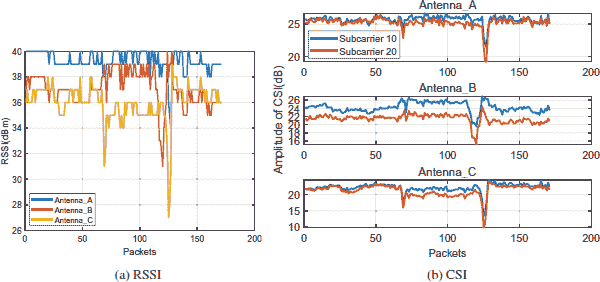 Antenna_A
25
20
0
50
100
150
200
Subcarrier 10
Subcarrier 20
Antenna_B
26
24
22
20
18
16
0
50
100
150
200
Antenna_C
20
15
10
0
50
100
150
200
Packets
Amplitude of CSI(dB)
(b) CSI
40
38
36
34
32
30
28
26
0
50
100
150
200
RSSI(dBm)
Packets
Antenna_A
Antenna_B
Antenna_C
(a) RSSI